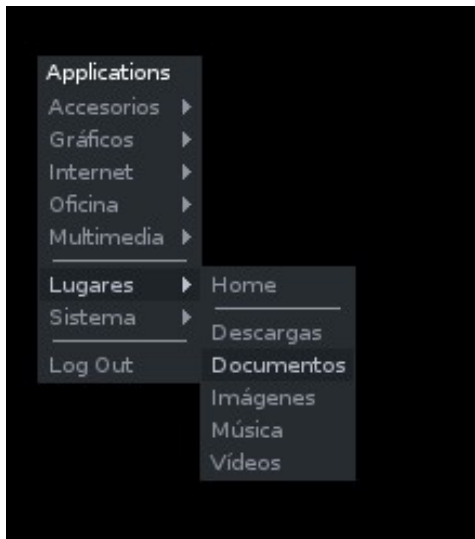 Applications
Accesorios
Gráficos
Internet
Oficina
Multimedia
Lugares
Sistema
Log Out
Home
Descargas
Documentos
Imágenes
Música
Vídeos